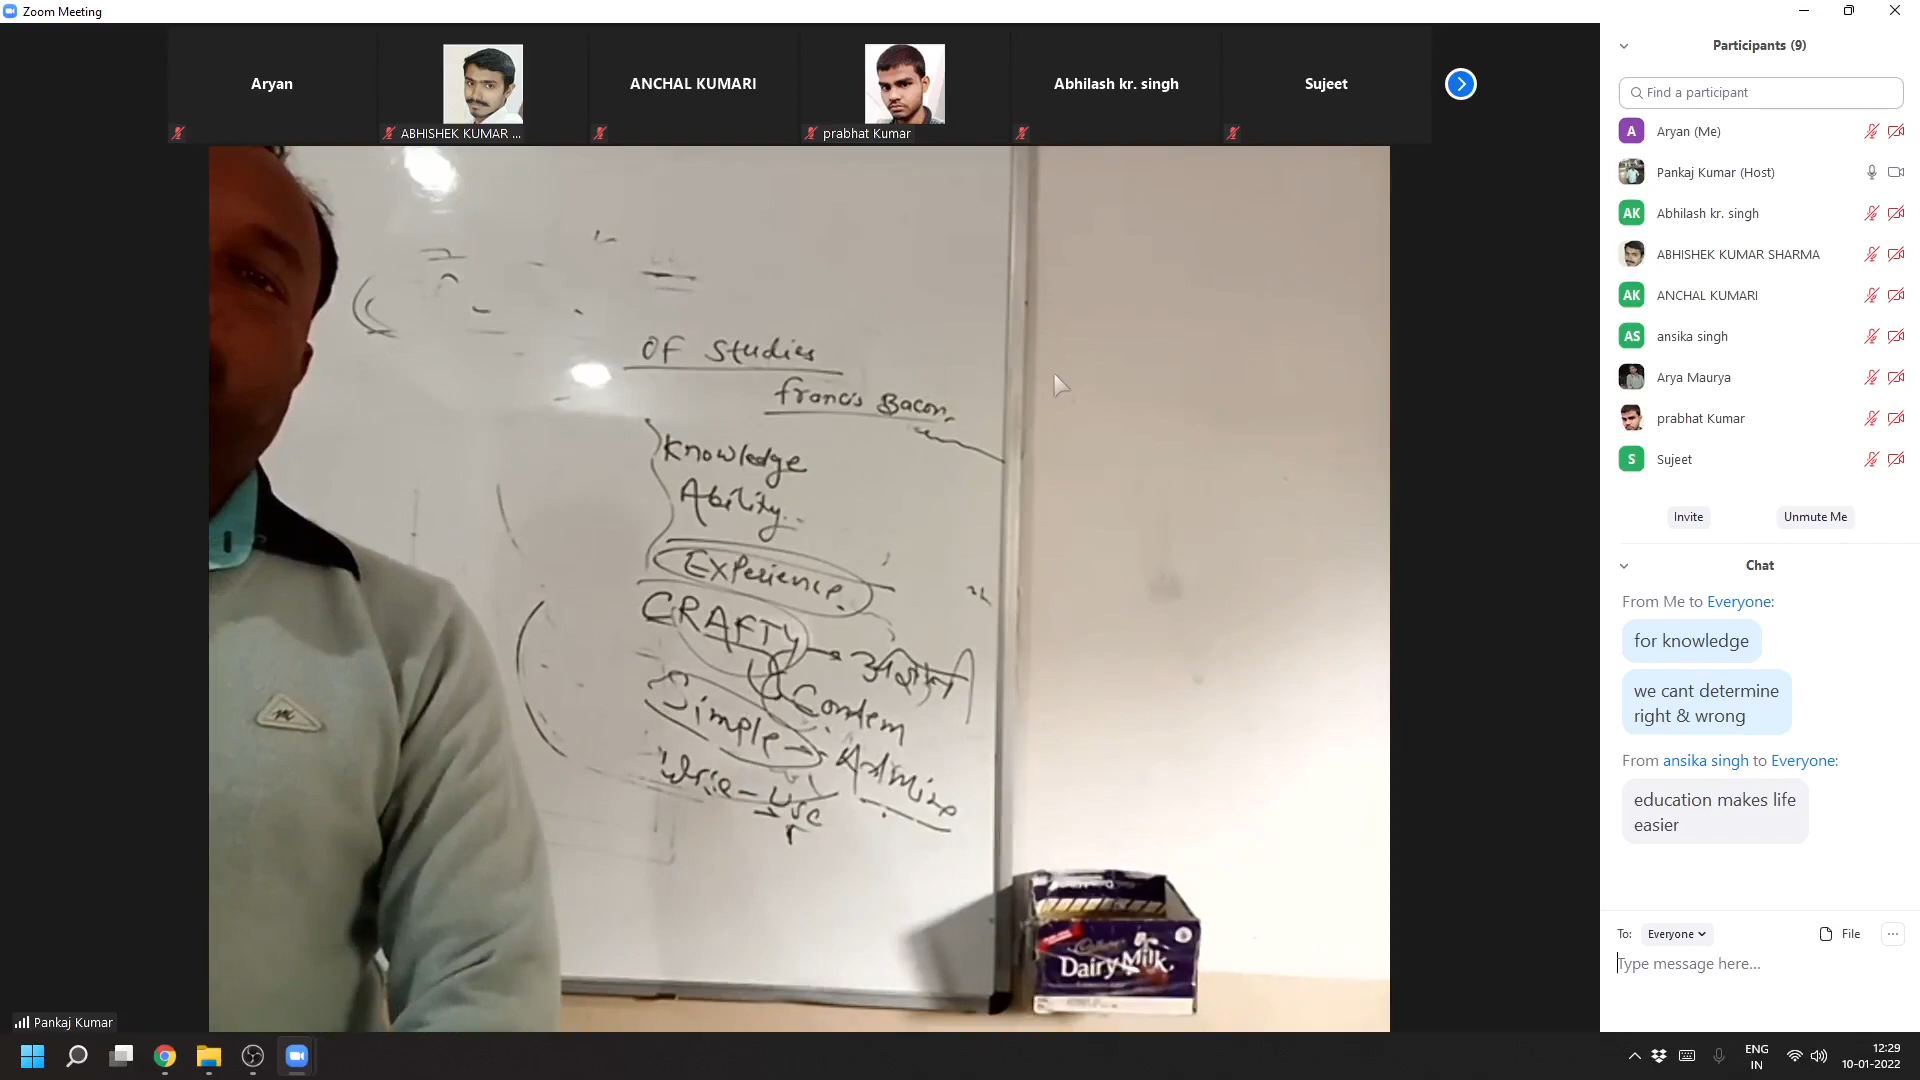 Zoom Meeting
Aryan
ABHISHEK KUMAR ...
ANCHAL KUMARI
prabhat Kumar
Abhilash kr. singh
Sujeet
Of Studies
Francis Bacon
Knowledge
Ability
Experience
CRAFTY
Contem
Simple - Admire
Wise - use
Cadbury
Dairy Milk
Pankaj Kumar
Participants (9)
Find a participant
A Aryan (Me)
Pankaj Kumar (Host)
AK Abhilash kr. singh
ABHISHEK KUMAR SHARMA
AK ANCHAL KUMARI
AS ansika singh
Arya Maurya
prabhat Kumar
S Sujeet
Invite Unmute Me
Chat
From Me to Everyone:
for knowledge
we cant determine
right & wrong
From ansika singh to Everyone:
education makes life
easier
To: Everyone File
Type message here...
ENG
IN
12:29
10-01-2022